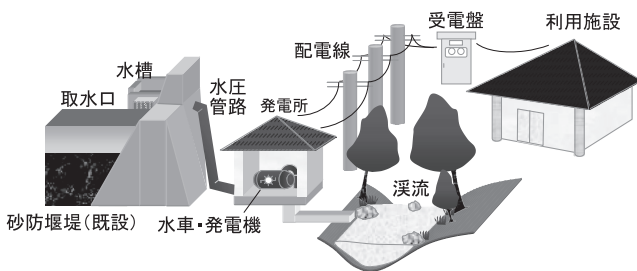 受電盤
利用施設
配電線
水槽
取水口
水圧
管路
発電所
渓流
砂防堰堤(既設)
水車・発電機